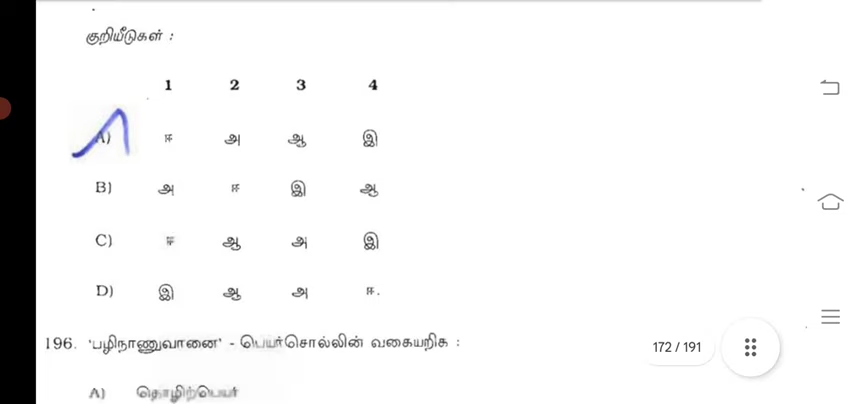 குறியீடுகள் :
1 2 3 4
A) ஈ அ ஆ இ
B) அ ஈ இ ஆ
C) ஈ ஆ அ இ
D) இ ஆ அ ஈ.
196. 'பழிநாணுவானை' - பெயர்சொல்லின் வகையறிக :
172 / 191
A) தொழிற்பெயர்